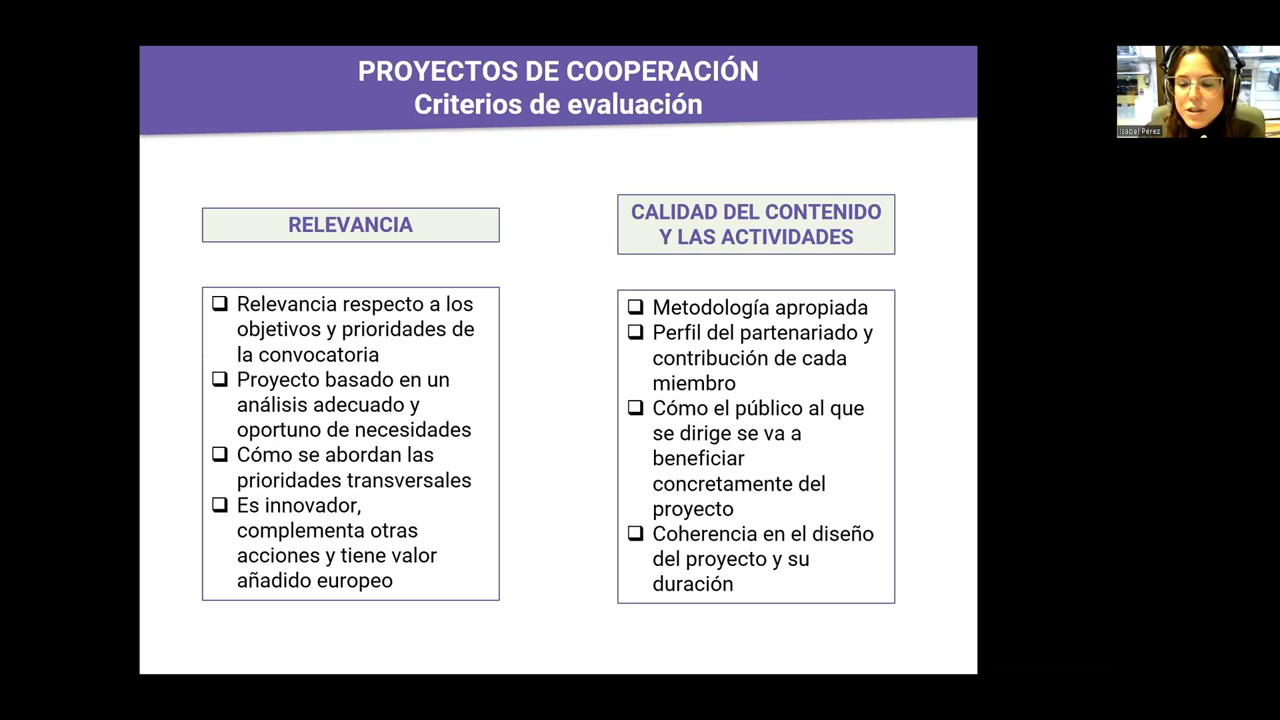 PROYECTOS DE COOPERACIÓN
Criterios de evaluación
RELEVANCIA
Relevancia respecto a los
objetivos y prioridades de
la convocatoria
Proyecto basado en un
análisis adecuado y
oportuno de necesidades
Cómo se abordan las
prioridades transversales
Es innovador,
complementa otras
acciones y tiene valor
añadido europeo
CALIDAD DEL CONTENIDO
Y LAS ACTIVIDADES
Metodología apropiada
Perfil del partenariado y
contribución de cada
miembro
Cómo el público al que
se dirige se va a
beneficiar
concretamente del
proyecto
Coherencia en el diseño
del proyecto y su
duración
Isabel Pérez